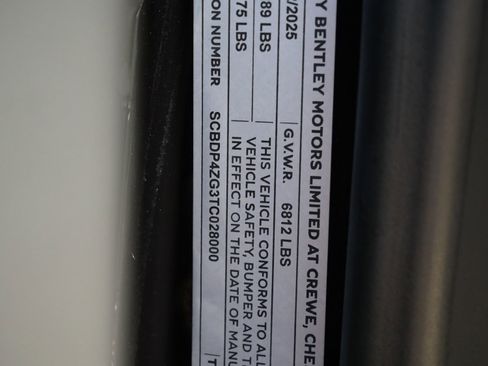 Y BENTLEY MOTORS LIMITED AT CREWE, CHE
/2025 G.V.W.R. 6812 LBS
89 LBS THIS VEHICLE CONFORMS TO ALL
VEHICLE SAFETY, BUMPER AND T
75 LBS IN EFFECT ON THE DATE OF MANU
ION NUMBER SCBDP4ZG3TC028000 T